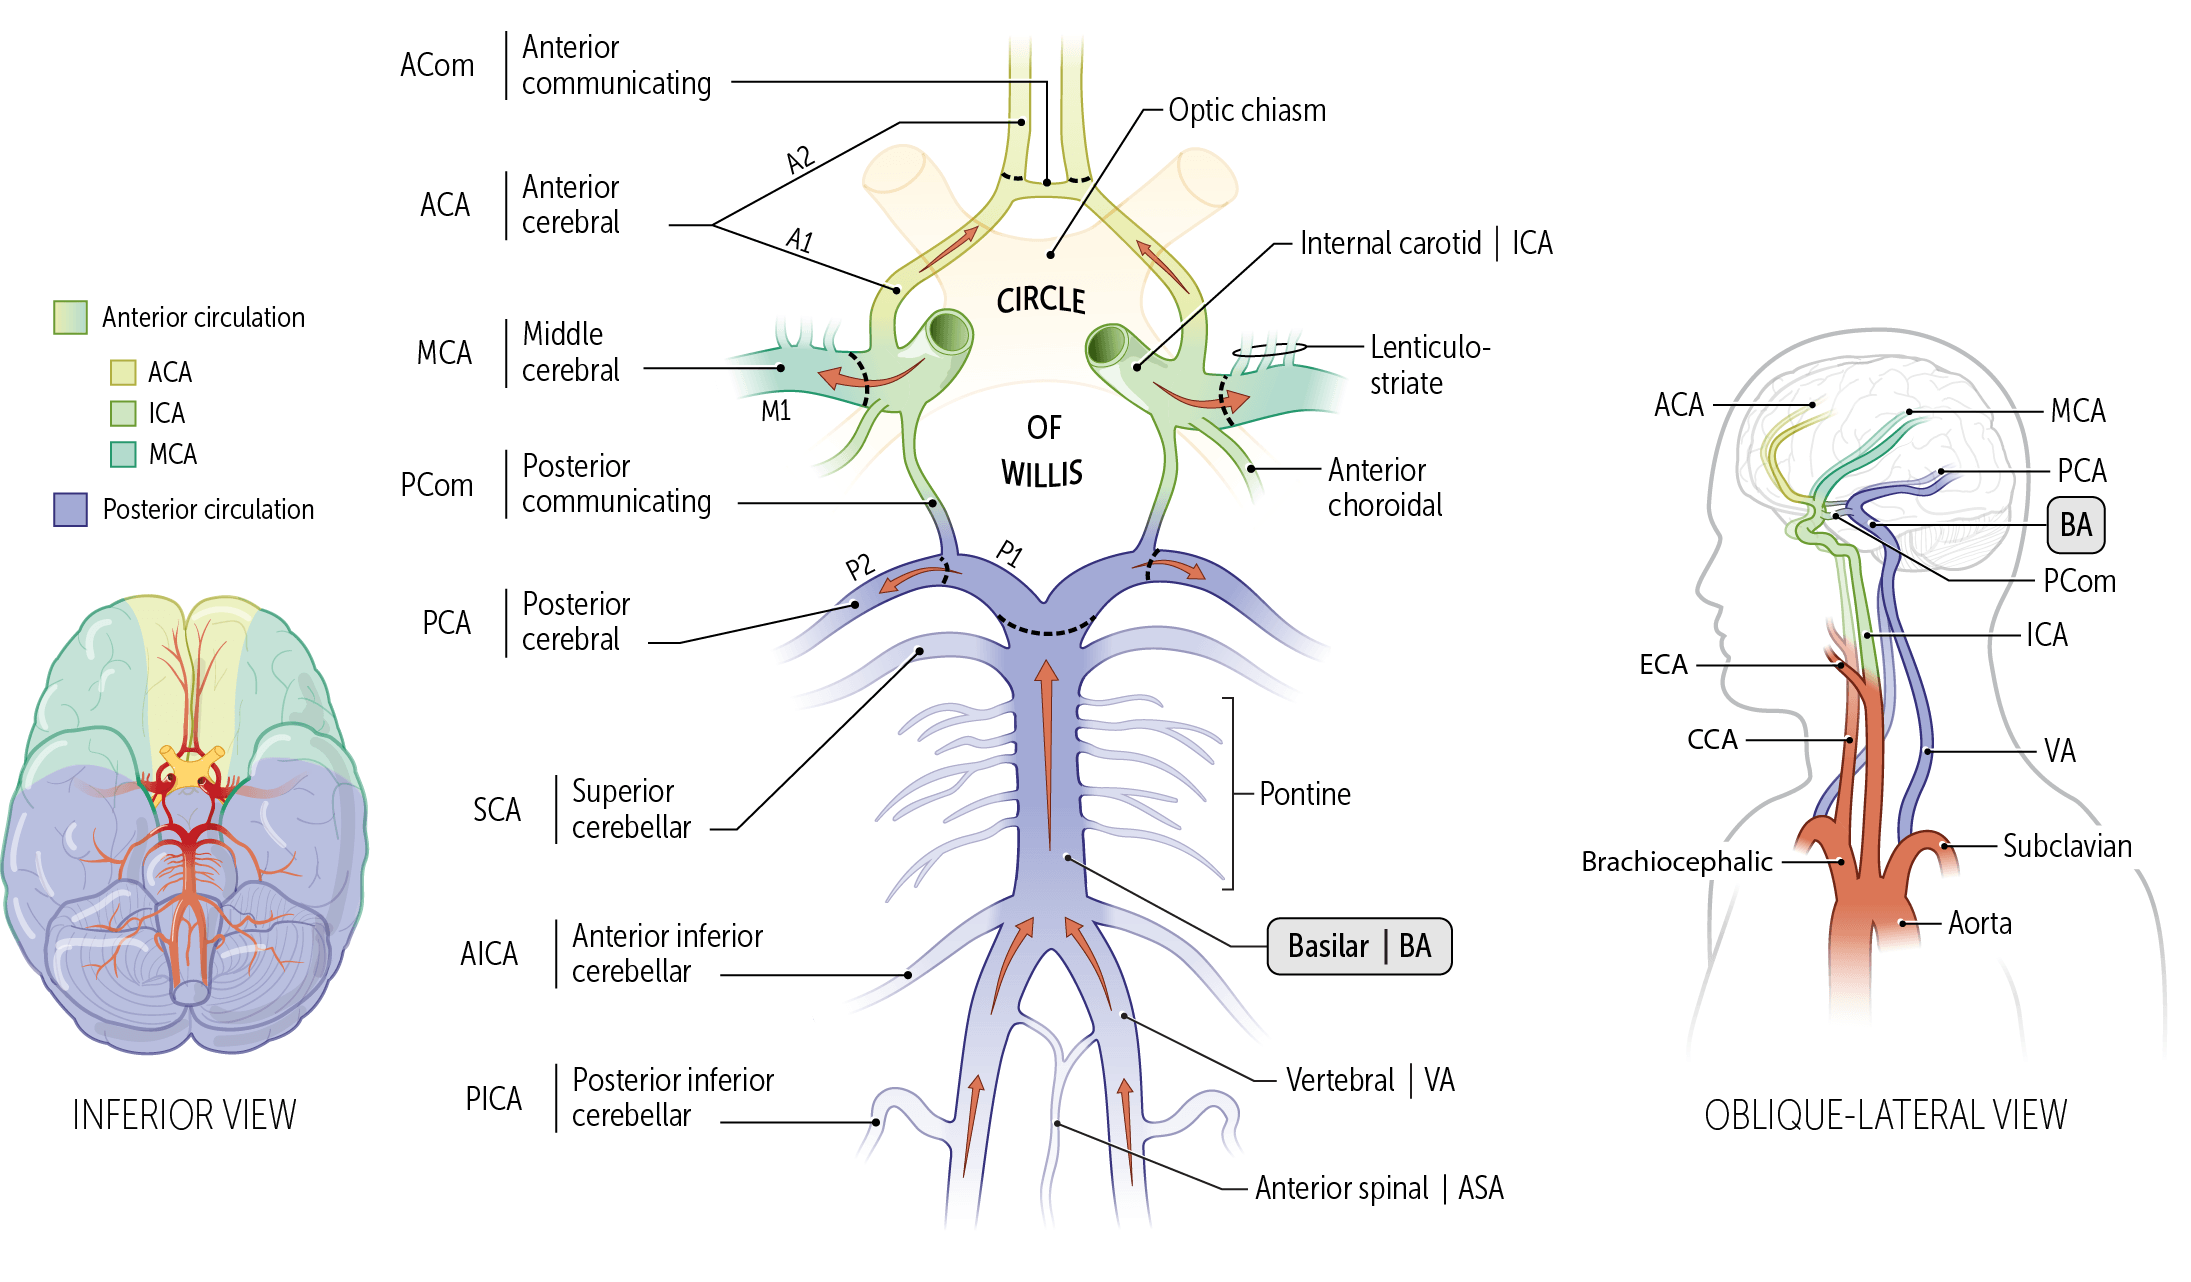 Anterior circulation
ACA
ICA
MCA
Posterior circulation
INFERIOR VIEW
ACom | Anterior
communicating
ACA | Anterior
cerebral
A2
A1
MCA | Middle
cerebral
M1
PCom | Posterior
communicating
PCA | Posterior
cerebral
P2
P1
SCA | Superior
cerebellar
AICA | Anterior inferior
cerebellar
PICA | Posterior inferior
cerebellar
CIRCLE
OF
WILLIS
Optic chiasm
Internal carotid | ICA
Lenticulo-
striate
Anterior
choroidal
Pontine
Basilar | BA
Vertebral | VA
Anterior spinal | ASA
ACA
MCA
PCA
BA
PCom
ICA
ECA
CCA
VA
Brachiocephalic
Subclavian
Aorta
OBLIQUE-LATERAL VIEW